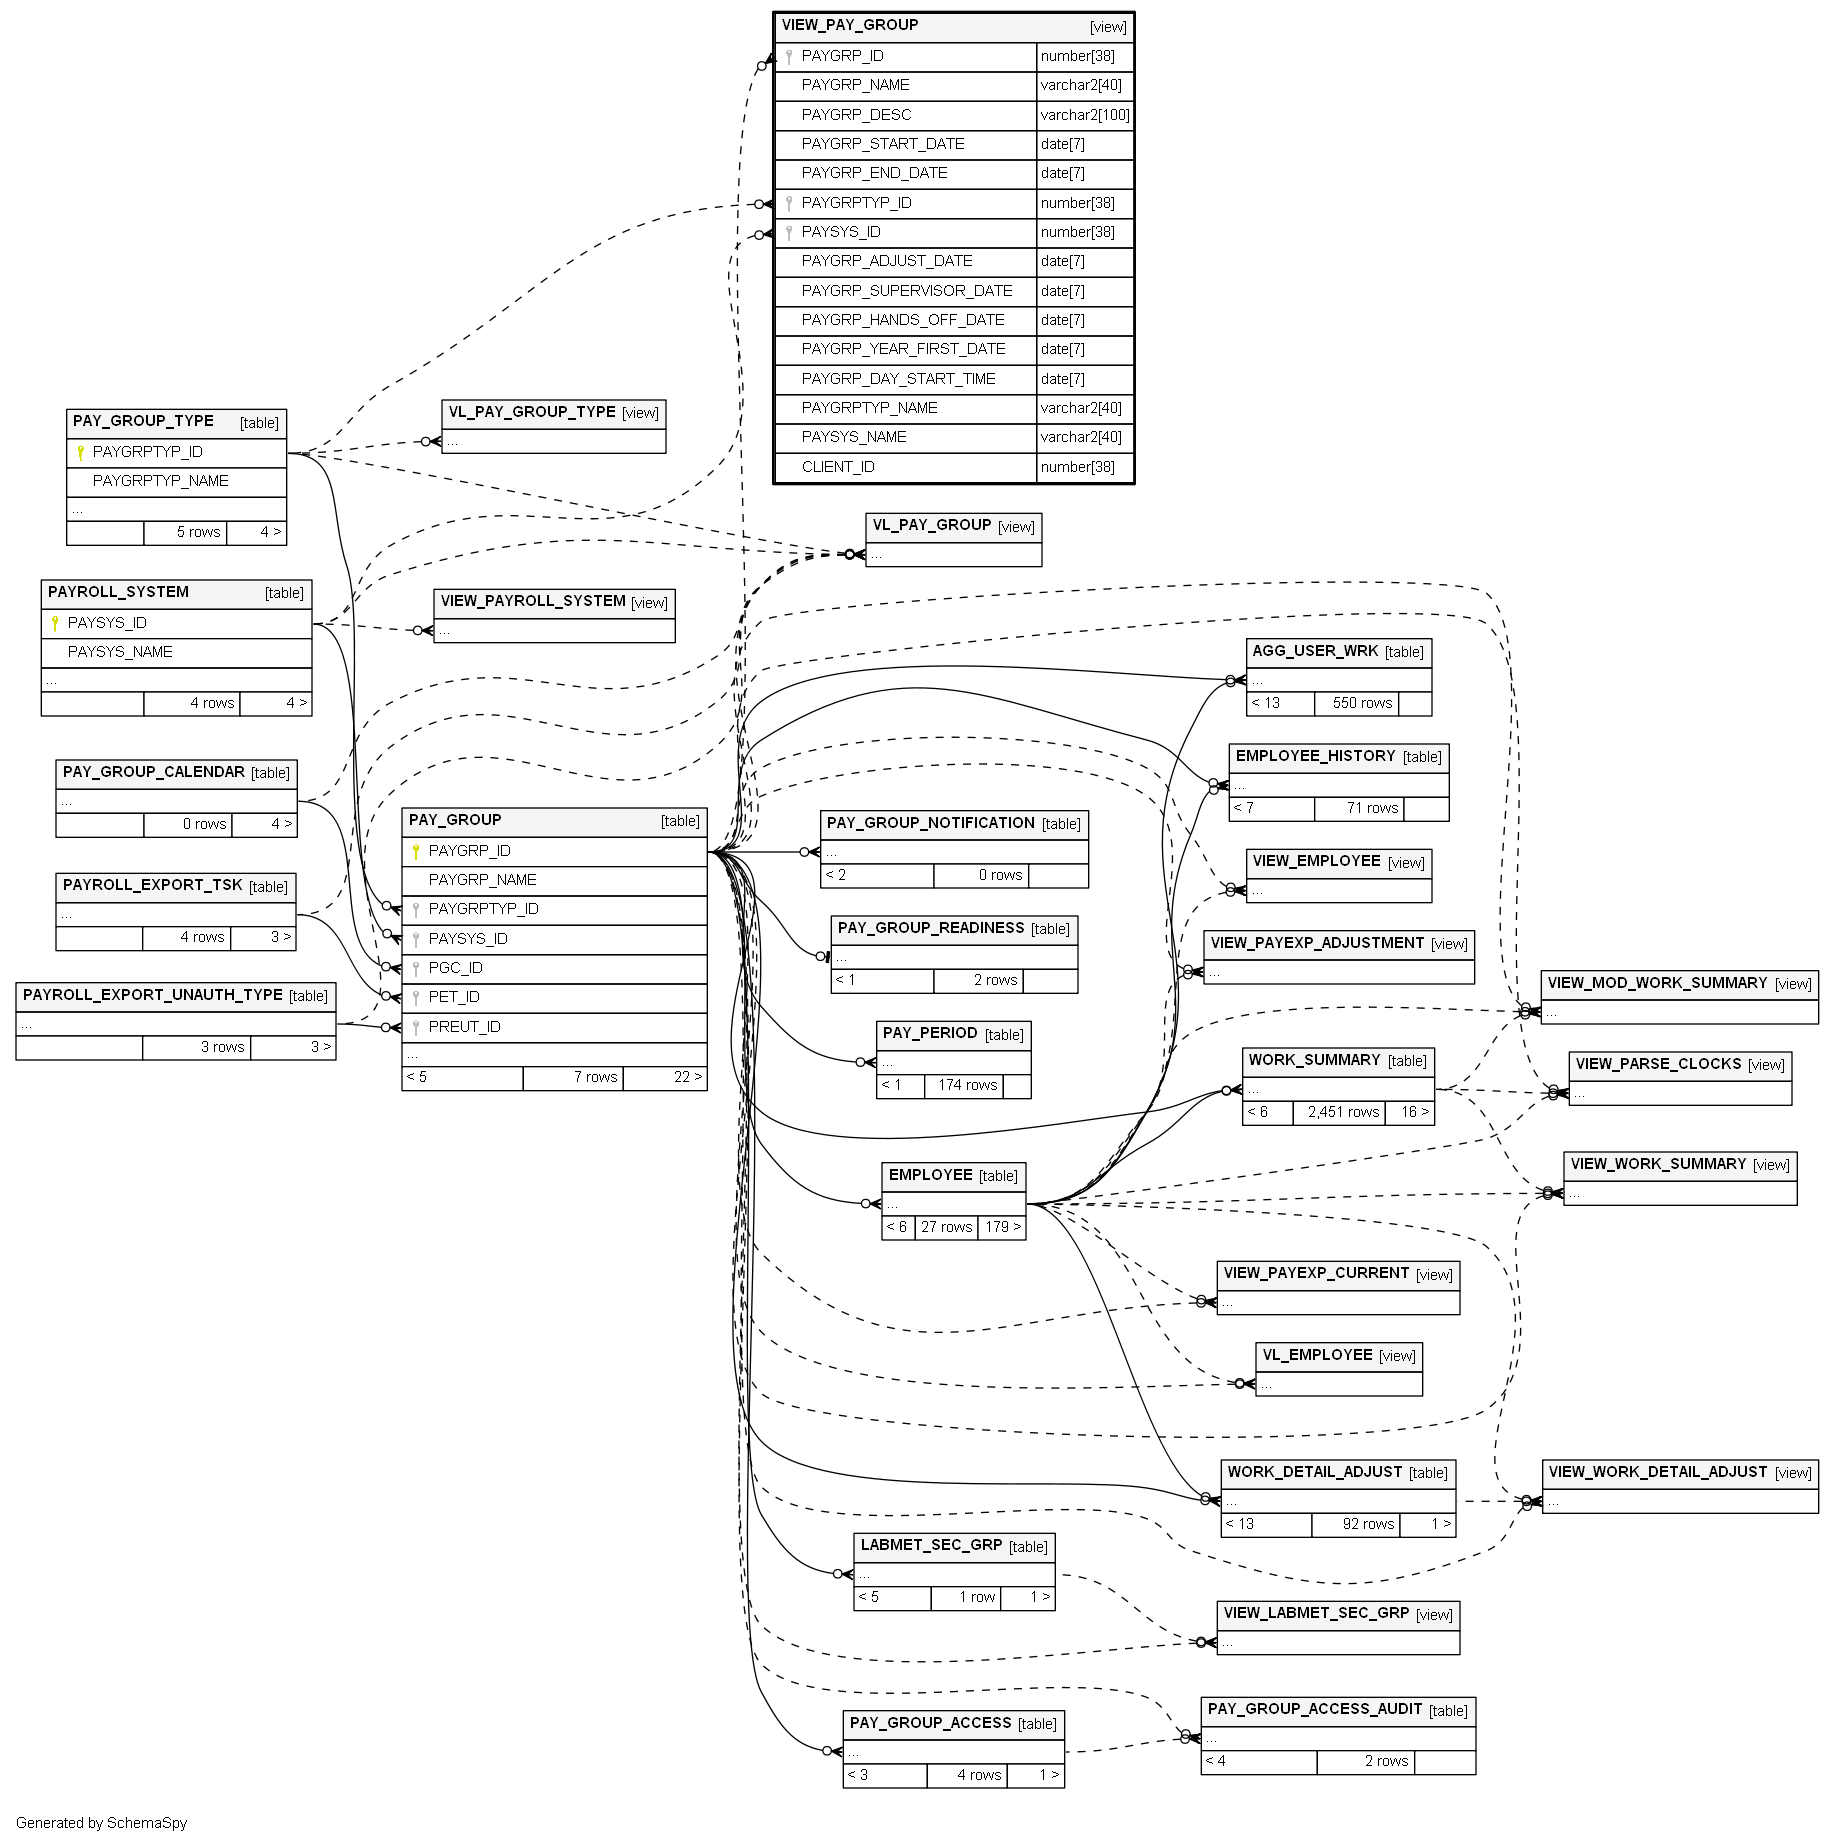 VIEW_PAY_GROUP [view]
PAYGRP_ID number[38]
PAYGRP_NAME varchar2[40]
PAYGRP_DESC varchar2[100]
PAYGRP_START_DATE date[7]
PAYGRP_END_DATE date[7]
PAYGRPTYP_ID number[38]
PAYSYS_ID number[38]
PAYGRP_ADJUST_DATE date[7]
PAYGRP_SUPERVISOR_DATE date[7]
PAYGRP_HANDS_OFF_DATE date[7]
PAYGRP_YEAR_FIRST_DATE date[7]
PAYGRP_DAY_START_TIME date[7]
PAYGRPTYP_NAME varchar2[40]
PAYSYS_NAME varchar2[40]
CLIENT_ID number[38]
PAY_GROUP_TYPE [table]
PAYGRPTYP_ID
PAYGRPTYP_NAME
...
5 rows 4 >
VL_PAY_GROUP_TYPE [view]
...
VL_PAY_GROUP [view]
...
PAYROLL_SYSTEM [table]
PAYSYS_ID
PAYSYS_NAME
...
4 rows 4 >
VIEW_PAYROLL_SYSTEM [view]
...
PAY_GROUP_CALENDAR [table]
...
0 rows 4 >
PAYROLL_EXPORT_TSK [table]
...
4 rows 3 >
PAYROLL_EXPORT_UNAUTH_TYPE [table]
...
3 rows 3 >
PAY_GROUP [table]
PAYGRP_ID
PAYGRP_NAME
PAYGRPTYP_ID
PAYSYS_ID
PGC_ID
PET_ID
PREUT_ID
...
< 5 7 rows 22 >
AGG_USER_WRK [table]
...
< 13 550 rows
EMPLOYEE_HISTORY [table]
...
< 7 71 rows
PAY_GROUP_NOTIFICATION [table]
...
< 2 0 rows
VIEW_EMPLOYEE [view]
...
PAY_GROUP_READINESS [table]
...
< 1 2 rows
VIEW_PAYEXP_ADJUSTMENT [view]
...
VIEW_MOD_WORK_SUMMARY [view]
...
PAY_PERIOD [table]
...
< 1 174 rows
WORK_SUMMARY [table]
...
< 6 2,451 rows 16 >
VIEW_PARSE_CLOCKS [view]
...
EMPLOYEE [table]
...
< 6 27 rows 179 >
VIEW_WORK_SUMMARY [view]
...
VIEW_PAYEXP_CURRENT [view]
...
VL_EMPLOYEE [view]
...
WORK_DETAIL_ADJUST [table]
...
< 13 92 rows 1 >
VIEW_WORK_DETAIL_ADJUST [view]
...
LABMET_SEC_GRP [table]
...
< 5 1 row 1 >
VIEW_LABMET_SEC_GRP [view]
...
PAY_GROUP_ACCESS [table]
...
< 3 4 rows 1 >
PAY_GROUP_ACCESS_AUDIT [table]
...
< 4 2 rows
Generated by SchemaSpy